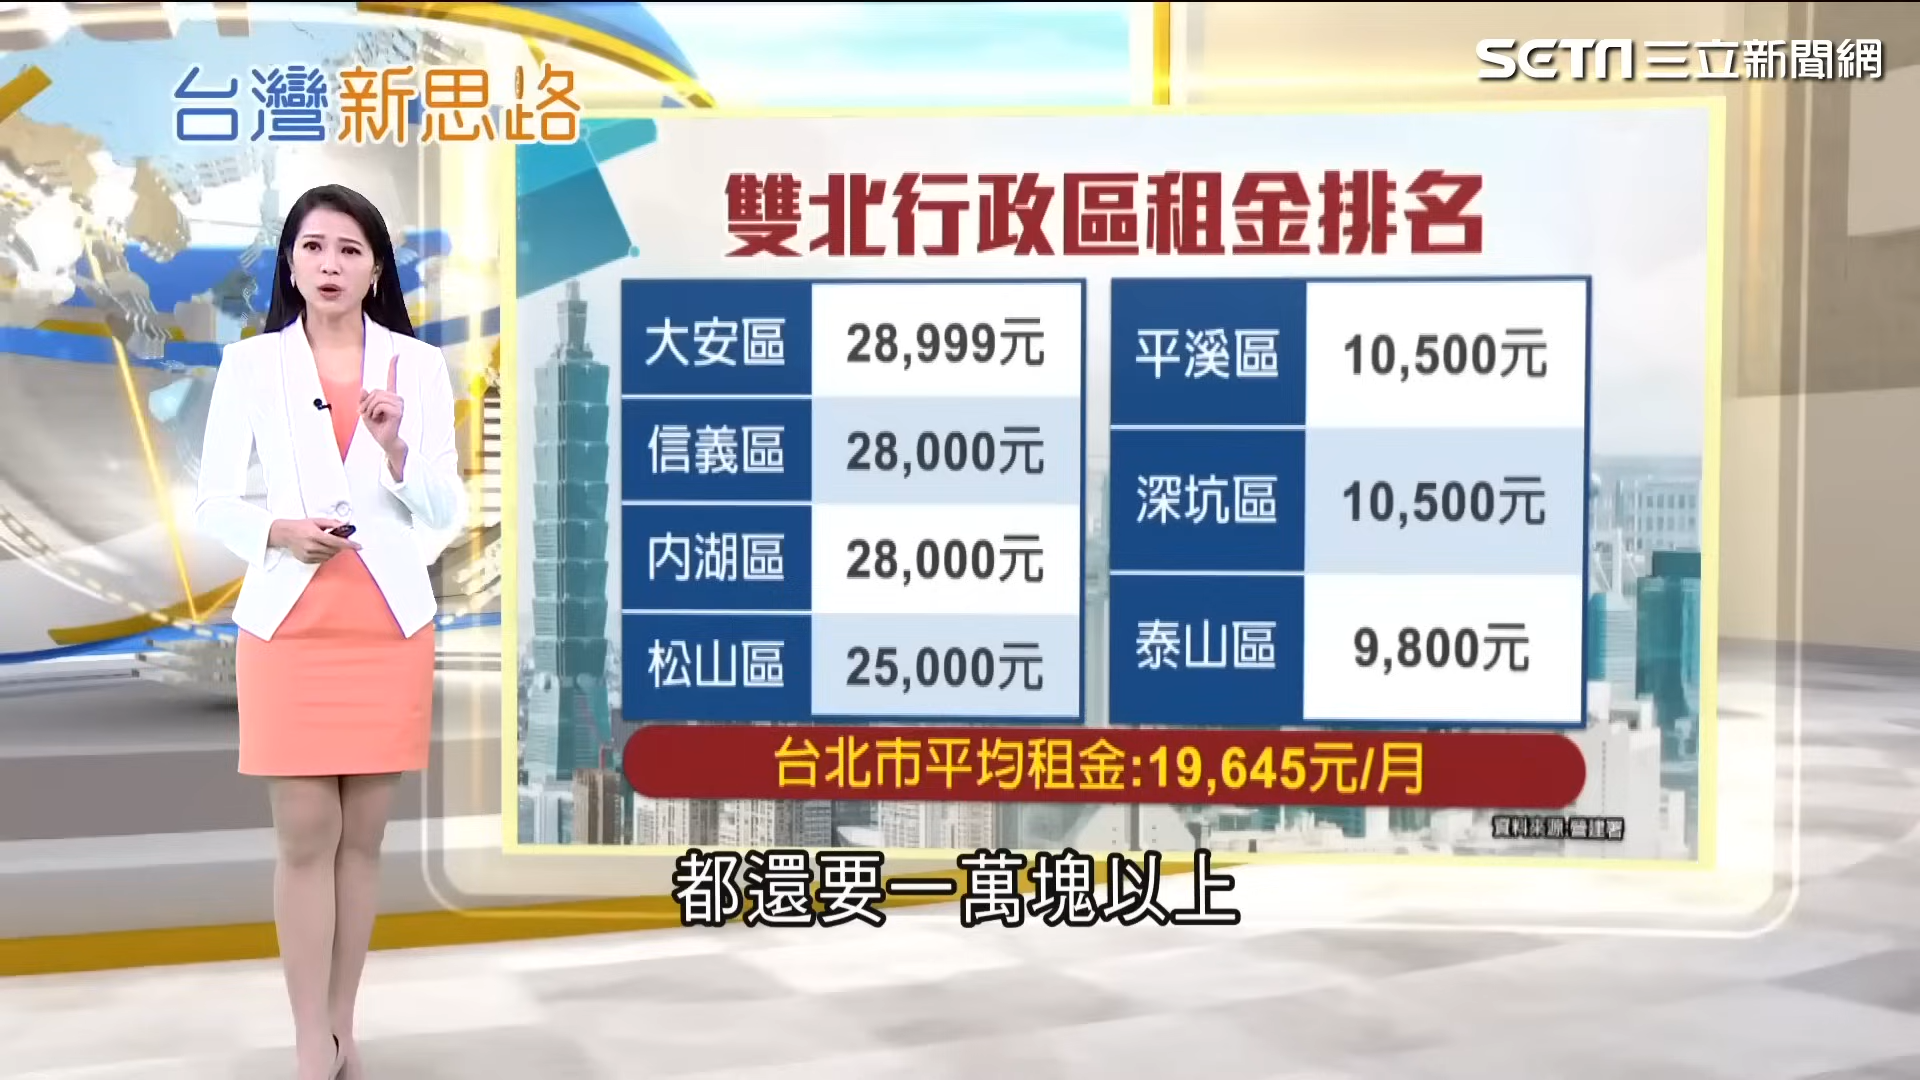 台灣新思路
SETN三立新聞網
雙北行政區租金排名
大安區 28,999元
信義區 28,000元
內湖區 28,000元
松山區 25,000元
平溪區 10,500元
深坑區 10,500元
泰山區 9,800元
台北市平均租金:19,645元/月
資料來源:營建署
都還要一萬塊以上